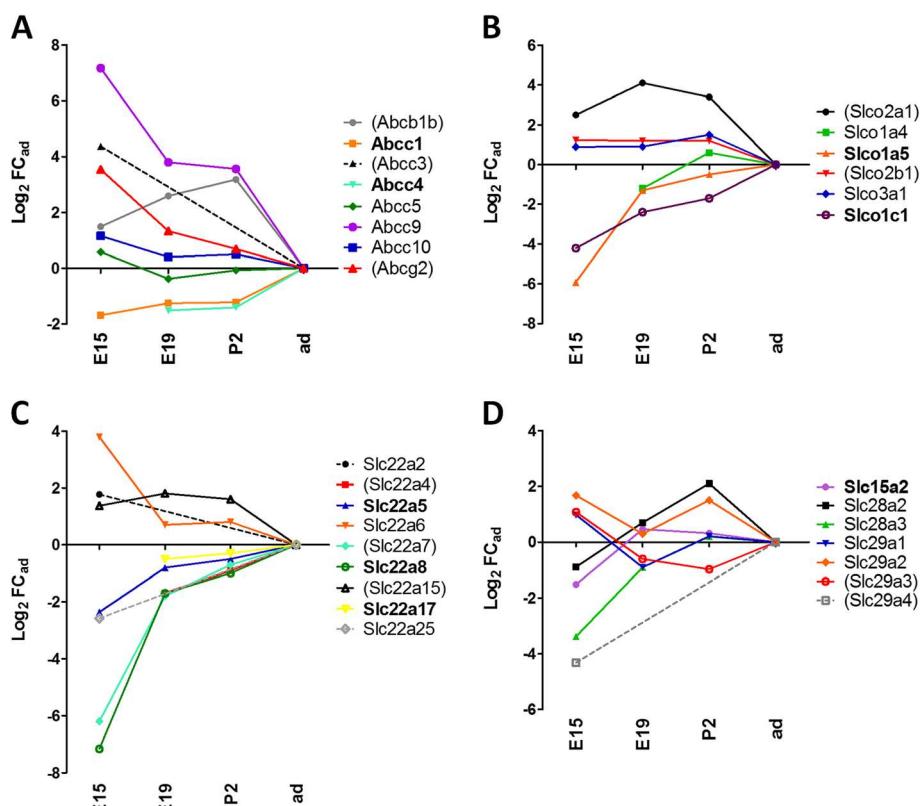 A
Log2 FCad
8
6
4
2
0
-2
E15
E19
P2
ad
(Abcb1b)
Abcc1
(Abcc3)
Abcc4
Abcc5
Abcc9
Abcc10
(Abcg2)
B
Log2 FCad
6
4
2
0
-2
-4
-6
-8
E15
E19
P2
ad
(Slco2a1)
Slco1a4
Slco1a5
(Slco2b1)
Slco3a1
Slco1c1
C
Log2 FCad
4
2
0
-2
-4
-6
-8
E15
E19
P2
ad
Slc22a2
(Slc22a4)
Slc22a5
Slc22a6
(Slc22a7)
Slc22a8
(Slc22a15)
Slc22a17
Slc22a25
D
Log2 FCad
4
2
0
-2
-4
-6
E15
E19
P2
ad
Slc15a2
Slc28a2
Slc28a3
Slc29a1
Slc29a2
(Slc29a3)
(Slc29a4)